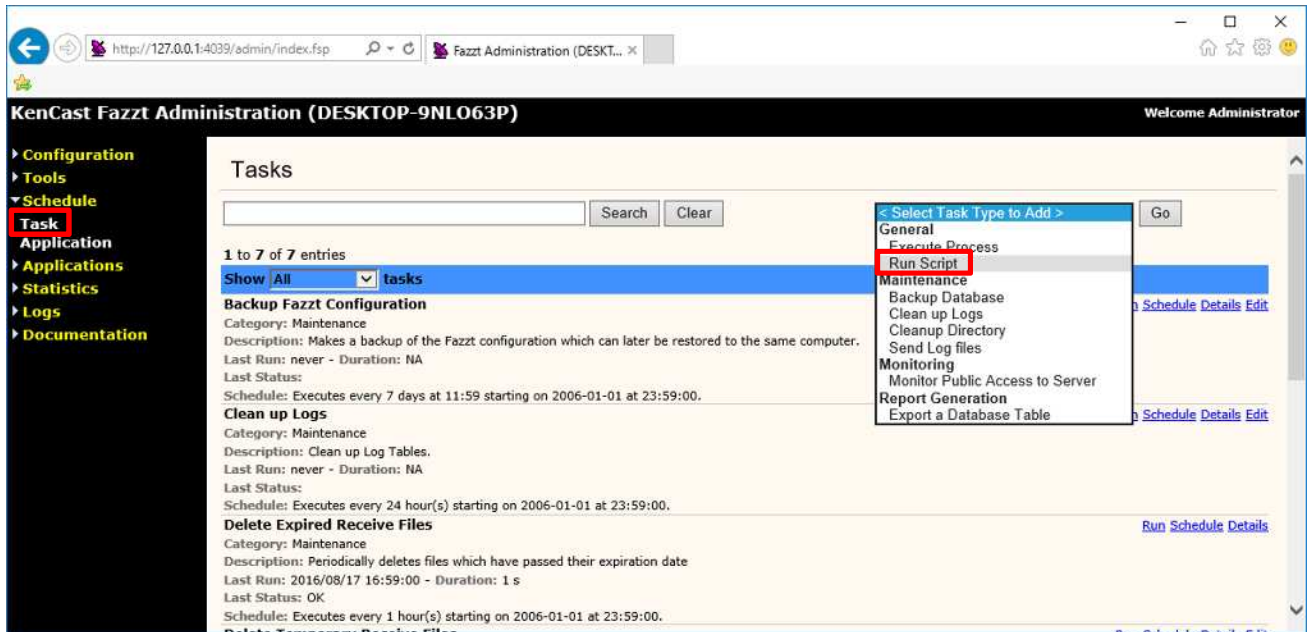 http://127.0.0.1:4039/admin/index.fsp
Fazzt Administration (DESKT...
KenCast Fazzt Administration (DESKTOP-9NLO63P)
Welcome Administrator
Configuration
Tools
Schedule
Task
Application
Applications
Statistics
Logs
Documentation
Tasks
Search Clear
< Select Task Type to Add >
Go
General
Execute Process
Run Script
Maintenance
Backup Database
Clean up Logs
Cleanup Directory
Send Log files
Monitoring
Monitor Public Access to Server
Report Generation
Export a Database Table
1 to 7 of 7 entries
Show All tasks
Backup Fazzt Configuration
Schedule Details Edit
Category: Maintenance
Description: Makes a backup of the Fazzt configuration which can later be restored to the same computer.
Last Run: never - Duration: NA
Last Status:
Schedule: Executes every 7 days at 11:59 starting on 2006-01-01 at 23:59:00.
Clean up Logs
Schedule Details Edit
Category: Maintenance
Description: Clean up Log Tables.
Last Run: never - Duration: NA
Last Status:
Schedule: Executes every 24 hour(s) starting on 2006-01-01 at 23:59:00.
Delete Expired Receive Files
Run Schedule Details
Category: Maintenance
Description: Periodically deletes files which have passed their expiration date
Last Run: 2016/08/17 16:59:00 - Duration: 1 s
Last Status: OK
Schedule: Executes every 1 hour(s) starting on 2006-01-01 at 23:59:00.
Delete Temporary Receive Files